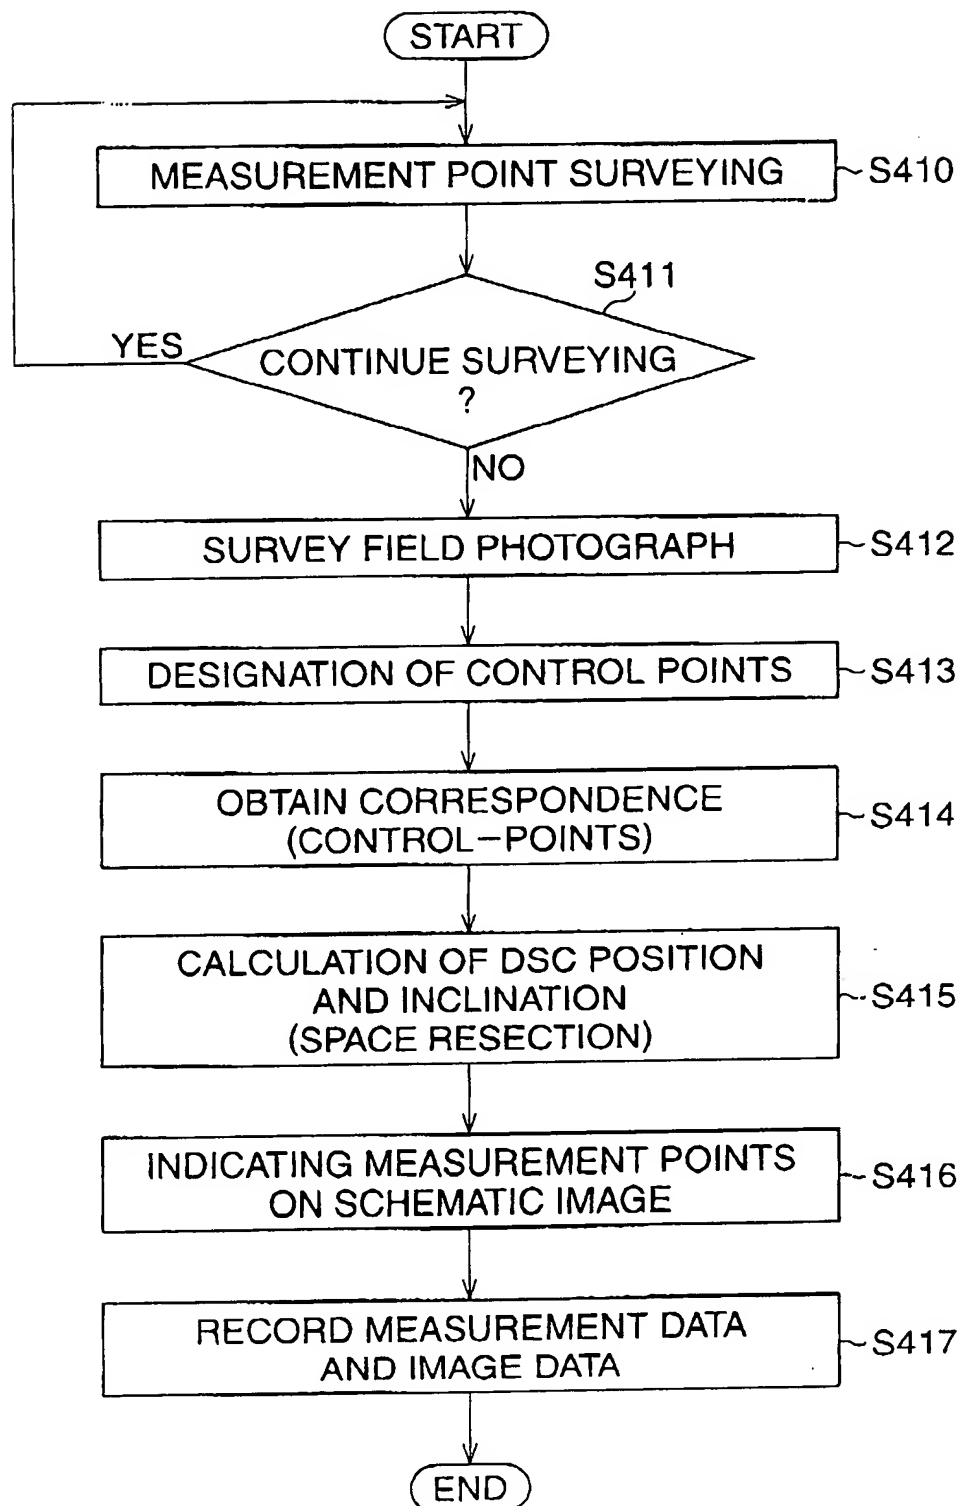 START
MEASUREMENT POINT SURVEYING
S410
S411
YES
CONTINUE SURVEYING
?
NO
SURVEY FIELD PHOTOGRAPH
S412
DESIGNATION OF CONTROL POINTS
S413
OBTAIN CORRESPONDENCE
(CONTROL-POINTS)
S414
CALCULATION OF DSC POSITION
AND INCLINATION
(SPACE RESECTION)
S415
INDICATING MEASUREMENT POINTS
ON SCHEMATIC IMAGE
S416
RECORD MEASUREMENT DATA
AND IMAGE DATA
S417
END